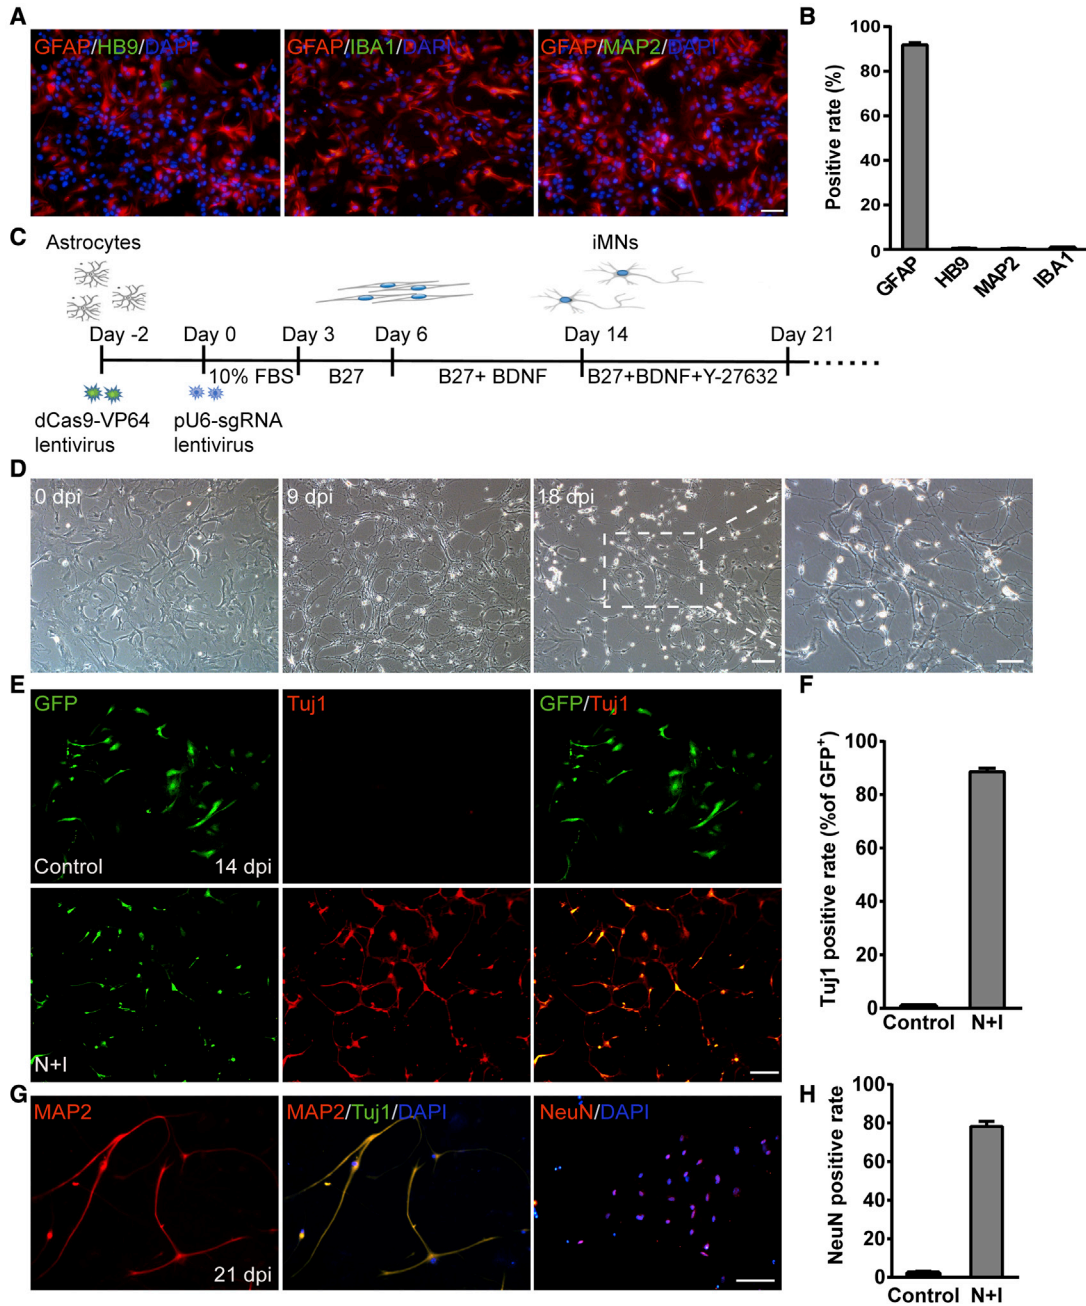 A
GFAP/HB9/DAPI
GFAP/IBA1/DAPI
GFAP/MAP2/DAPI
B
Positive rate (%)
100
80
60
40
20
0
GFAP
HB9
MAP2
IBA1
C
Astrocytes
iMNs
Day -2
Day 0
Day 3
Day 6
Day 14
Day 21
10% FBS
B27
B27+ BDNF
B27+BDNF+Y-27632
dCas9-VP64
lentivirus
pU6-sgRNA
lentivirus
D
0 dpi
9 dpi
18 dpi
E
GFP
Tuj1
GFP/Tuj1
Control
14 dpi
N+I
F
Tuj1 positive rate (%of GFP+)
100
80
60
40
20
0
Control
N+I
G
MAP2
MAP2/Tuj1/DAPI
NeuN/DAPI
21 dpi
H
NeuN positive rate
100
80
60
40
20
0
Control
N+I